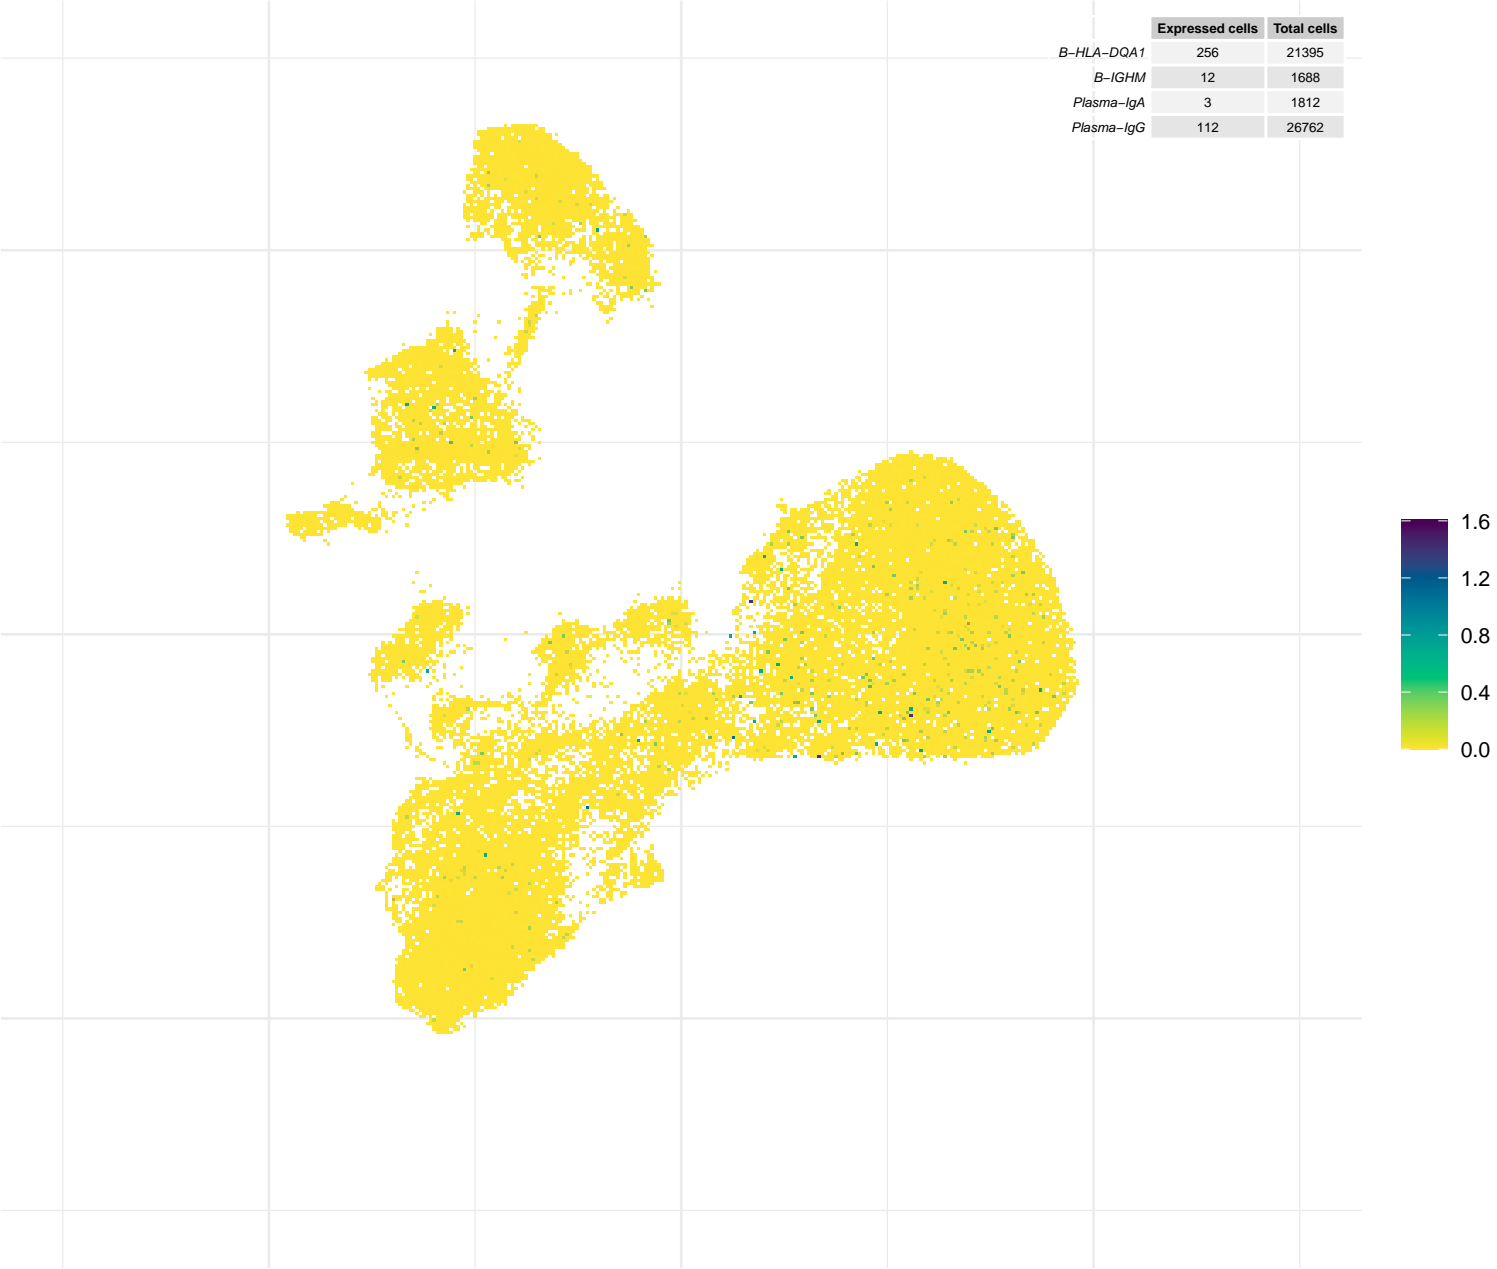 Expressed cells Total cells
B−HLA−DQA1 256 21395
B−IGHM 12 1688
Plasma−IgA 3 1812
Plasma−IgG 112 26762
1.6
1.2
0.8
0.4
0.0